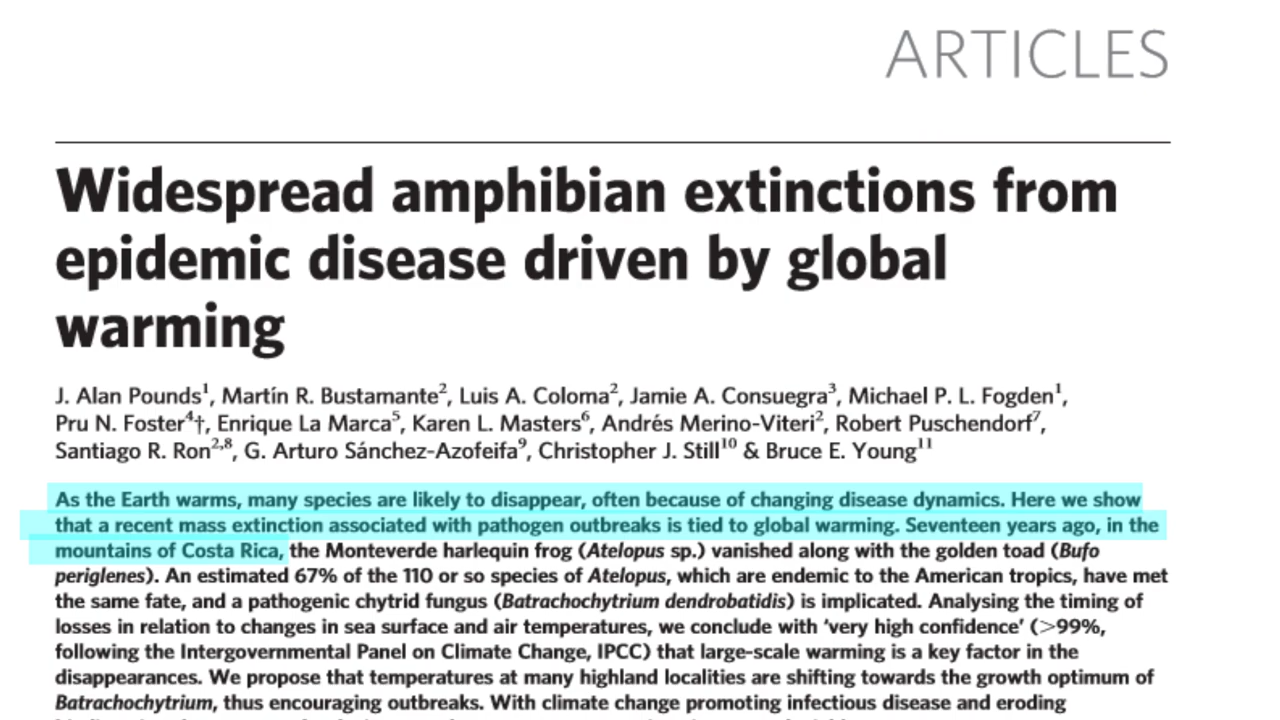 ARTICLES
Widespread amphibian extinctions from
epidemic disease driven by global
warming
J. Alan Pounds¹, Martín R. Bustamante², Luis A. Coloma², Jamie A. Consuegra³, Michael P. L. Fogden¹,
Pru N. Foster⁴†, Enrique La Marca⁵, Karen L. Masters⁶, Andrés Merino-Viteri², Robert Puschendorf⁷,
Santiago R. Ron²,⁸, G. Arturo Sánchez-Azofeifa⁹, Christopher J. Still¹⁰ & Bruce E. Young¹¹
As the Earth warms, many species are likely to disappear, often because of changing disease dynamics. Here we show
that a recent mass extinction associated with pathogen outbreaks is tied to global warming. Seventeen years ago, in the
mountains of Costa Rica, the Monteverde harlequin frog (Atelopus sp.) vanished along with the golden toad (Bufo
periglenes). An estimated 67% of the 110 or so species of Atelopus, which are endemic to the American tropics, have met
the same fate, and a pathogenic chytrid fungus (Batrachochytrium dendrobatidis) is implicated. Analysing the timing of
losses in relation to changes in sea surface and air temperatures, we conclude with ‘very high confidence’ (>99%,
following the Intergovernmental Panel on Climate Change, IPCC) that large-scale warming is a key factor in the
disappearances. We propose that temperatures at many highland localities are shifting towards the growth optimum of
Batrachochytrium, thus encouraging outbreaks. With climate change promoting infectious disease and eroding